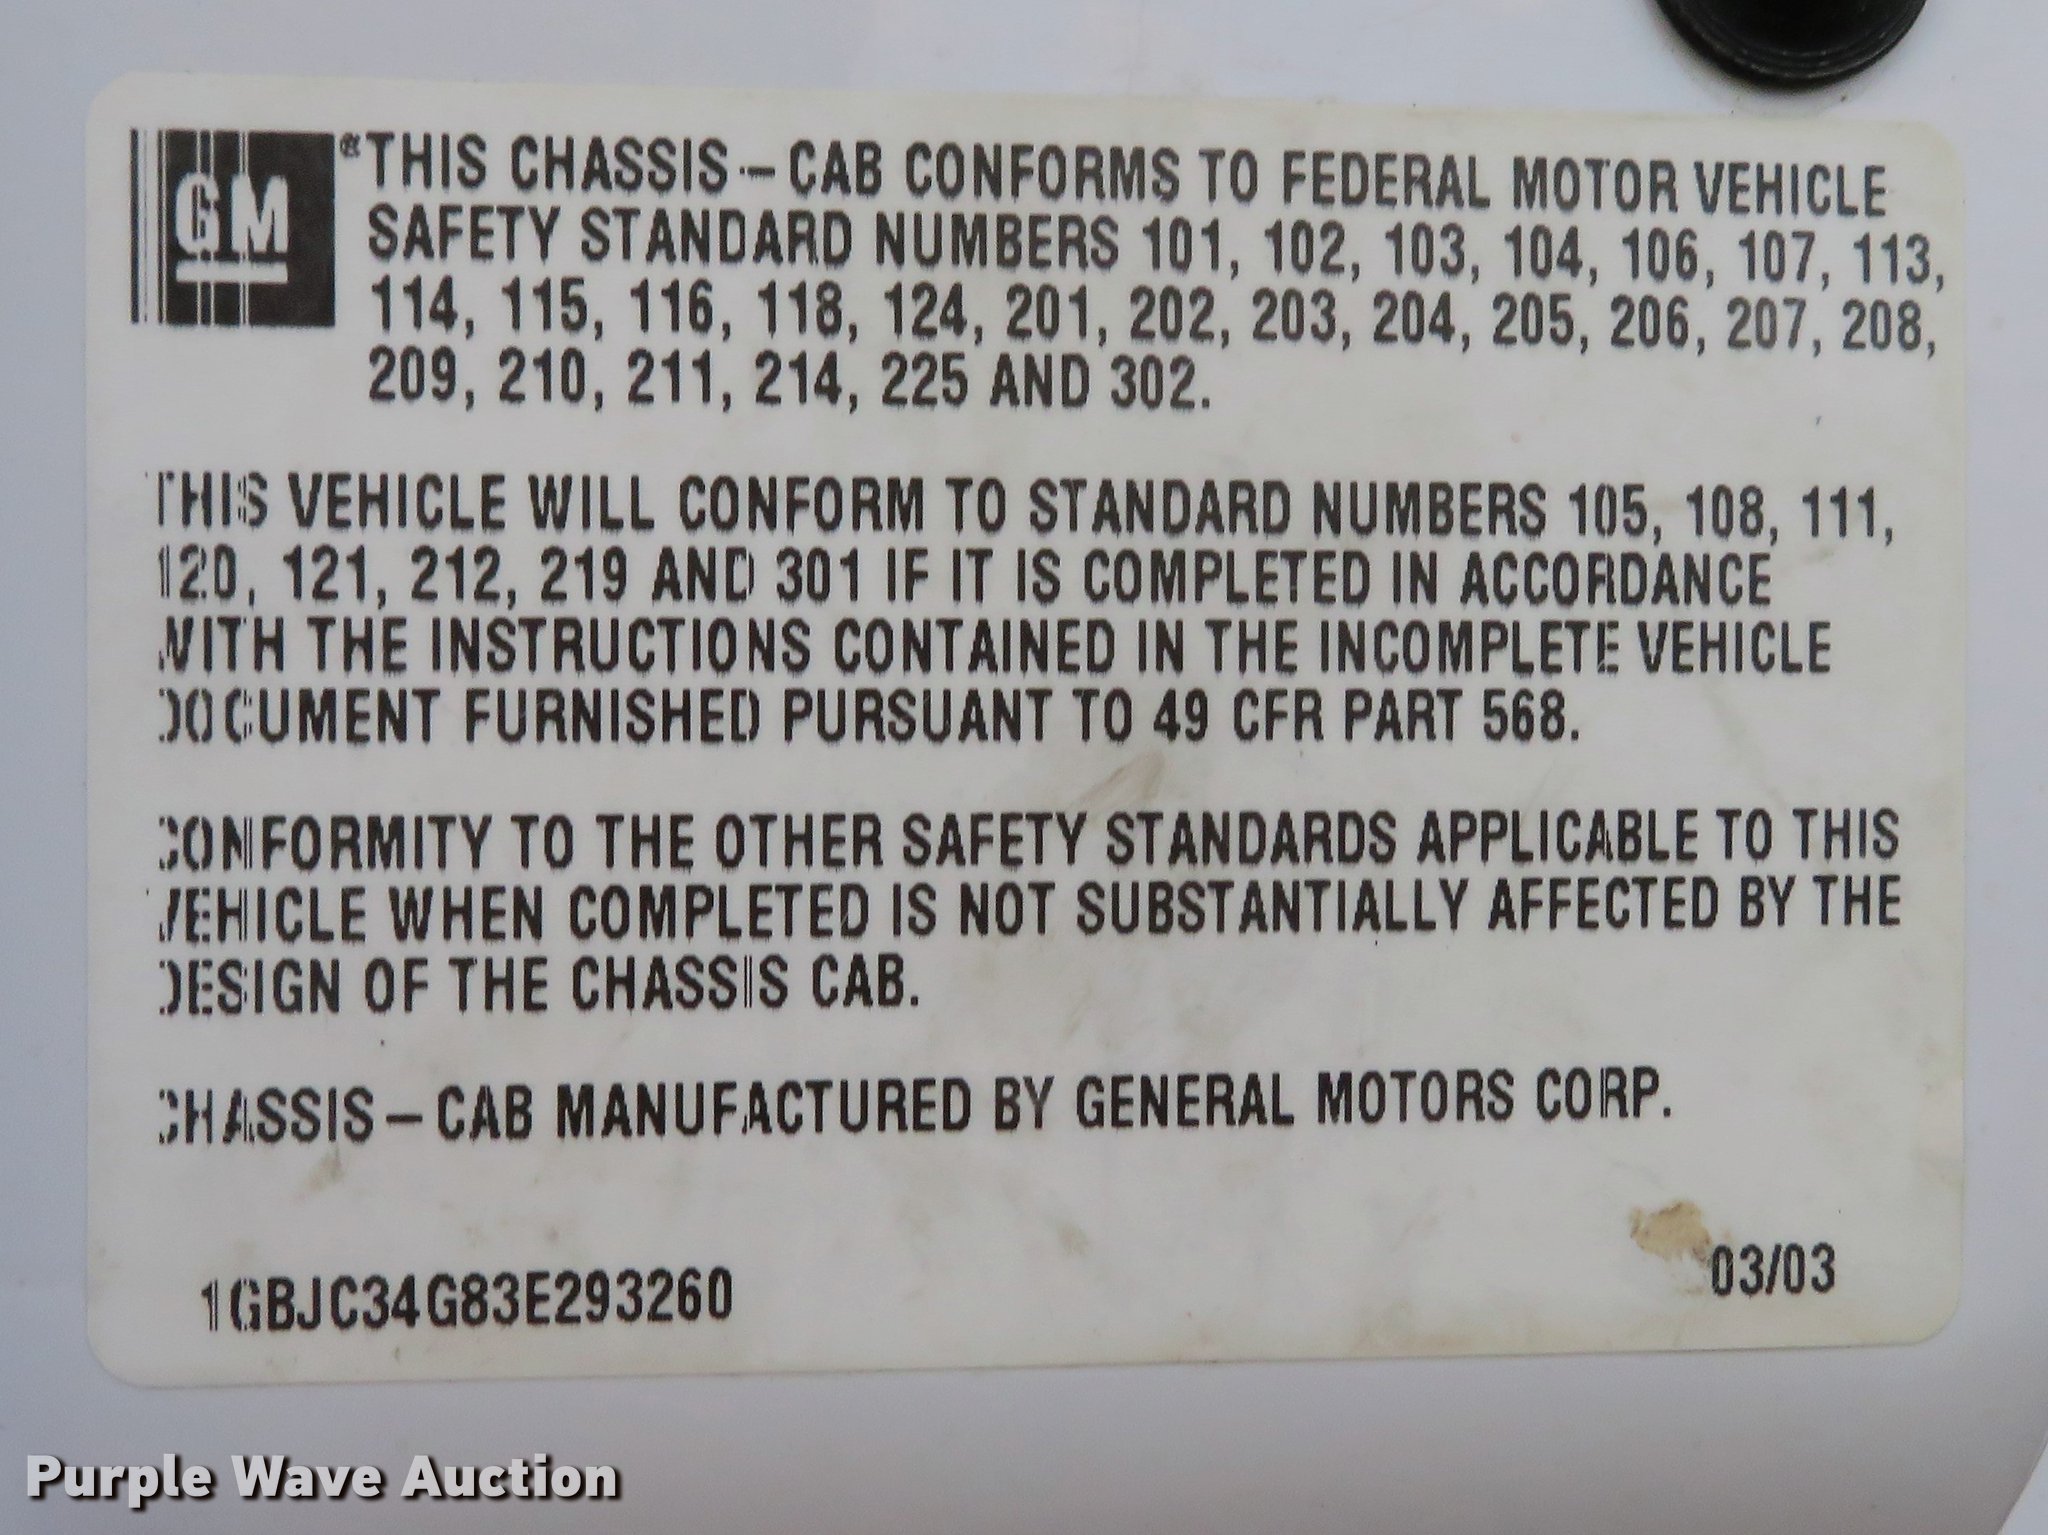 GM
®THIS CHASSIS-CAB CONFORMS TO FEDERAL MOTOR VEHICLE
SAFETY STANDARD NUMBERS 101, 102, 103, 104, 106, 107, 113,
114, 115, 116, 118, 124, 201, 202, 203, 204, 205, 206, 207, 208,
209, 210, 211, 214, 225 AND 302.
THIS VEHICLE WILL CONFORM TO STANDARD NUMBERS 105, 108, 111,
120, 121, 212, 219 AND 301 IF IT IS COMPLETED IN ACCORDANCE
WITH THE INSTRUCTIONS CONTAINED IN THE INCOMPLETE VEHICLE
DOCUMENT FURNISHED PURSUANT TO 49 CFR PART 568.
CONFORMITY TO THE OTHER SAFETY STANDARDS APPLICABLE TO THIS
VEHICLE WHEN COMPLETED IS NOT SUBSTANTIALLY AFFECTED BY THE
DESIGN OF THE CHASSIS CAB.
CHASSIS-CAB MANUFACTURED BY GENERAL MOTORS CORP.
1GBJC34G83E293260 03/03
Purple Wave Auction